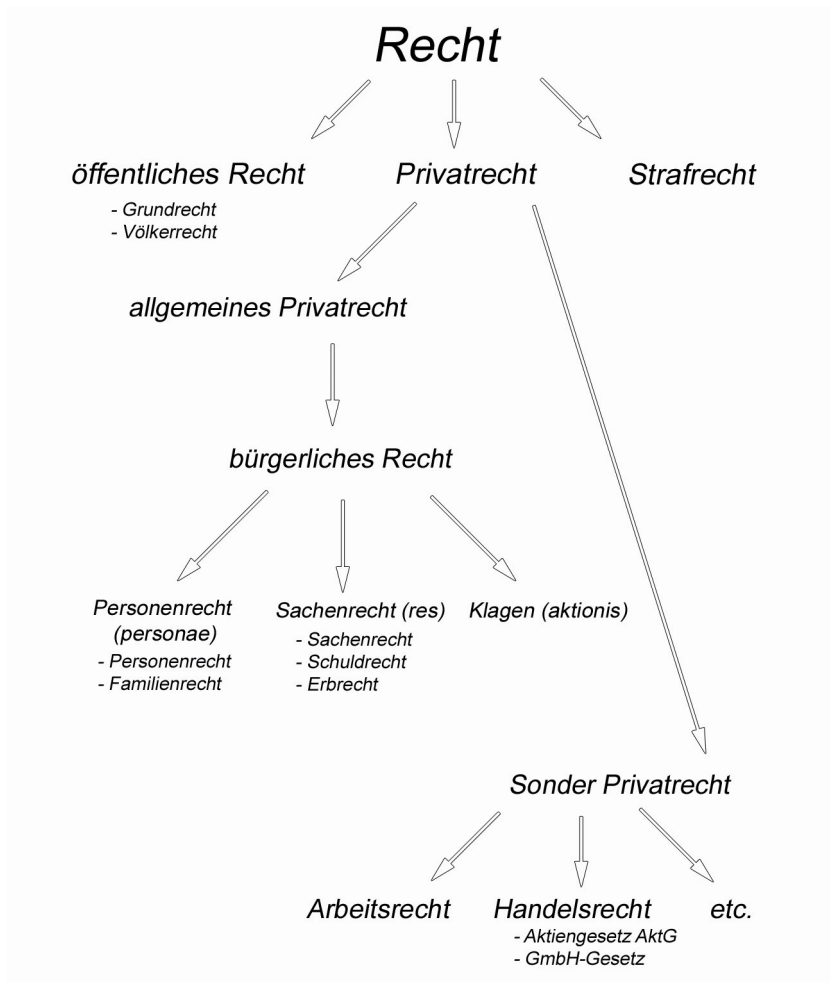 Recht
öffentliches Recht
- Grundrecht
- Völkerrecht
Privatrecht
Strafrecht
allgemeines Privatrecht
bürgerliches Recht
Personenrecht
(personae)
- Personenrecht
- Familienrecht
Sachenrecht (res)
- Sachenrecht
- Schuldrecht
- Erbrecht
Klagen (aktionis)
Sonder Privatrecht
Arbeitsrecht
Handelsrecht
- Aktiengesetz AktG
- GmbH-Gesetz
etc.